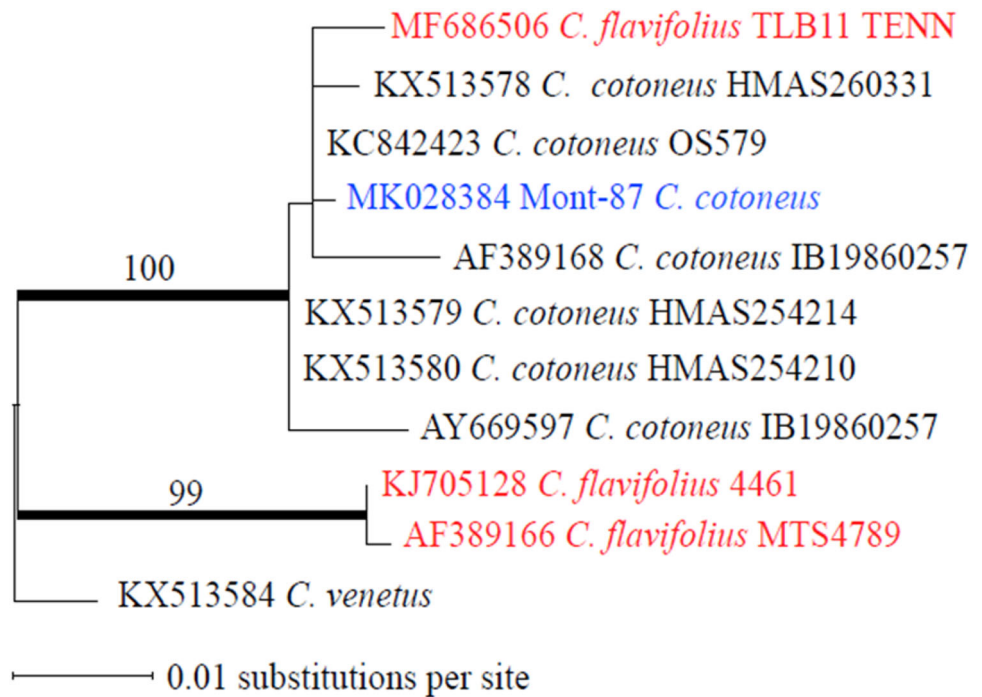 MF686506 C. flavifolius TLB11 TENN
KX513578 C. cotoneus HMAS260331
KC842423 C. cotoneus OS579
MK028384 Mont-87 C. cotoneus
AF389168 C. cotoneus IB19860257
100
KX513579 C. cotoneus HMAS254214
KX513580 C. cotoneus HMAS254210
AY669597 C. cotoneus IB19860257
KJ705128 C. flavifolius 4461
99
AF389166 C. flavifolius MTS4789
KX513584 C. venetus
0.01 substitutions per site